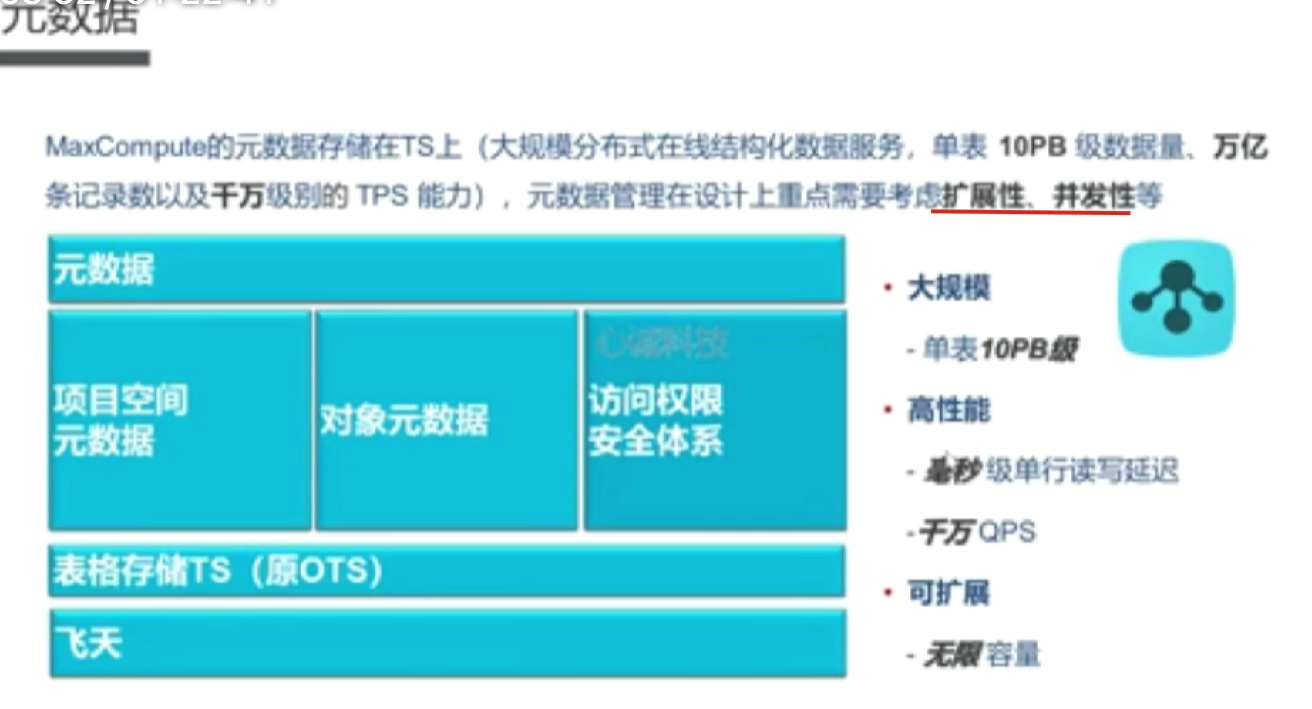 元数据
MaxCompute的元数据存储在TS上（大规模分布式在线结构化数据服务，单表 10PB 级数据量、万亿
条记录数以及千万级别的 TPS 能力），元数据管理在设计上重点需要考虑扩展性、并发性等
元数据
项目空间
元数据
对象元数据
心诚科技
访问权限
安全体系
表格存储TS（原OTS）
飞天
• 大规模
- 单表10PB级
• 高性能
- 毫秒 级单行读写延迟
-千万 QPS
• 可扩展
- 无限 容量